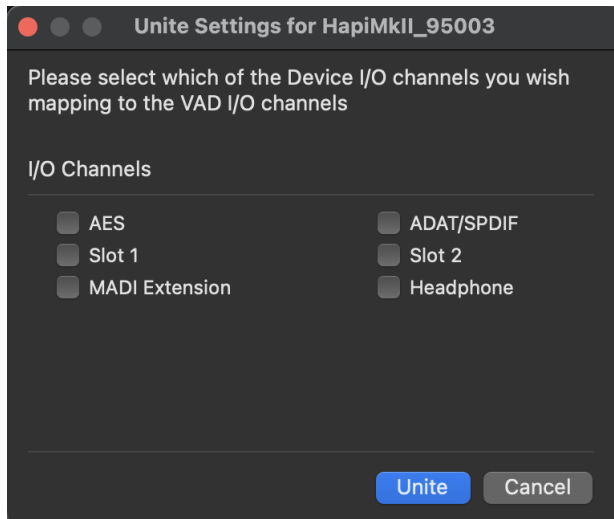 Unite Settings for HapiMkII_95003
Please select which of the Device I/O channels you wish
mapping to the VAD I/O channels
I/O Channels
AES
ADAT/SPDIF
Slot 1
Slot 2
MADI Extension
Headphone
Unite
Cancel